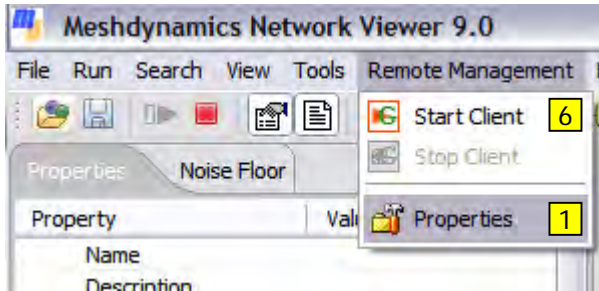 Meshdynamics Network Viewer 9.0
File Run Search View Tools Remote Management
Start Client 6
Stop Client
Properties Noise Floor
Property Val
Properties 1
Name
Description